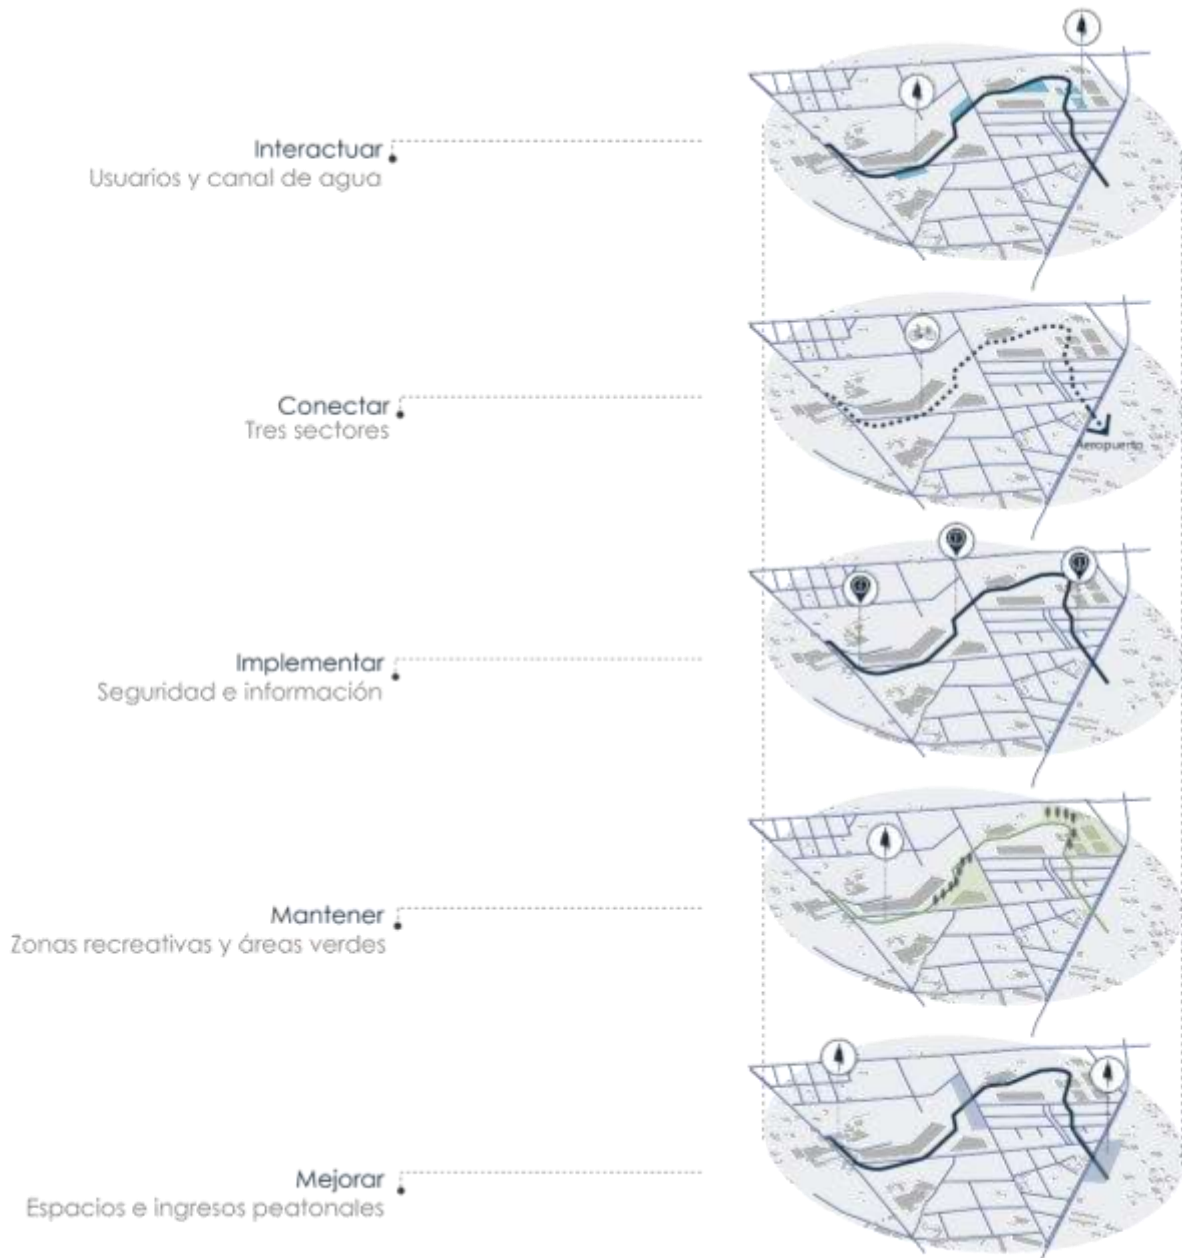 Interactuar
Usuarios y canal de agua
Conectar
Tres sectores
Aeropuerto
Implementar
Seguridad e información
Mantener
Zonas recreativas y áreas verdes
Mejorar
Espacios e ingresos peatonales